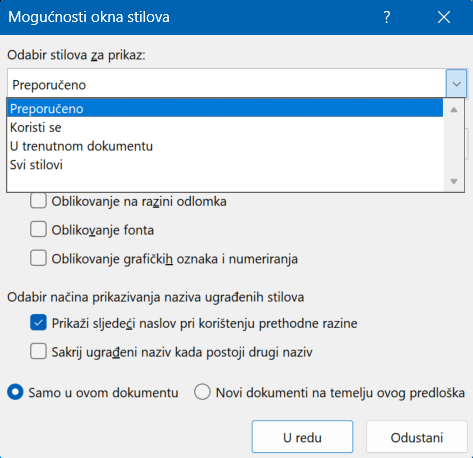 Mogućnosti okna stilova
Odabir stilova za prikaz:
Preporučeno
Preporučeno
Koristi se
U trenutnom dokumentu
Svi stilovi
Oblikovanje na razini odlomka
Oblikovanje fonta
Oblikovanje grafičkih oznaka i numeriranja
Odabir načina prikazivanja naziva ugrađenih stilova
Prikaži sljedeći naslov pri korištenju prethodne razine
Sakrij ugrađeni naziv kada postoji drugi naziv
Samo u ovom dokumentu Novi dokumenti na temelju ovog predloška
U redu Odustani